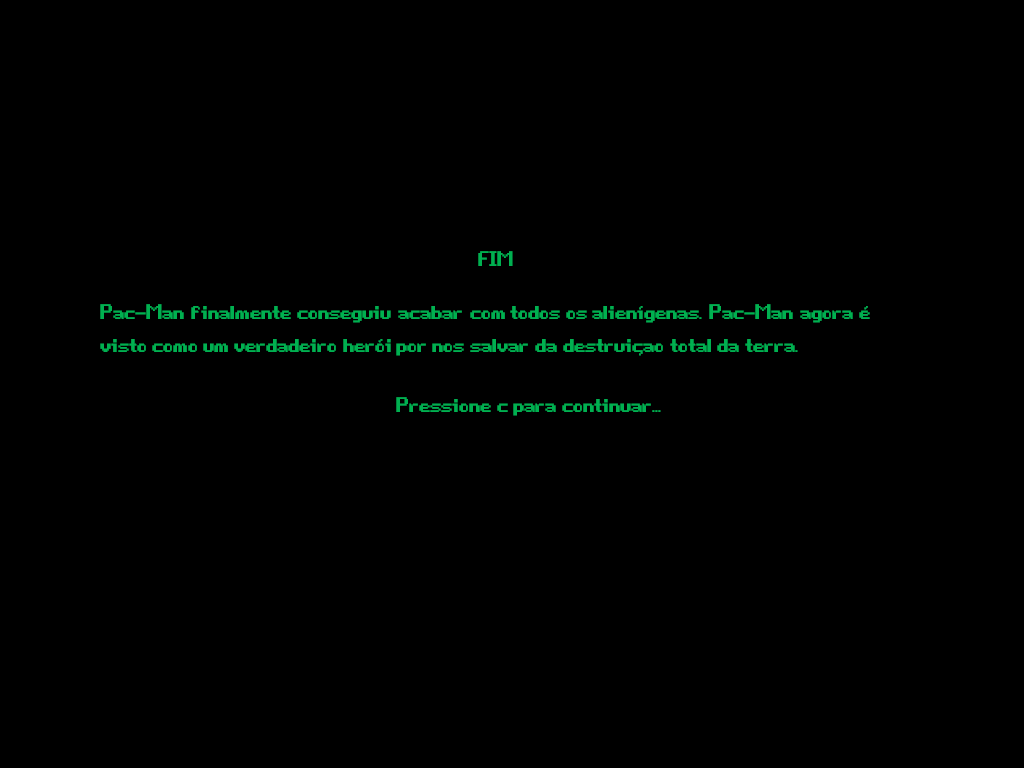 FIM
Pac-Man finalmente conseguiu acabar com todos os alienígenas. Pac-Man agora é
visto como um verdadeiro herói por nos salvar da destruiçao total da terra.
Pressione c para continuar...